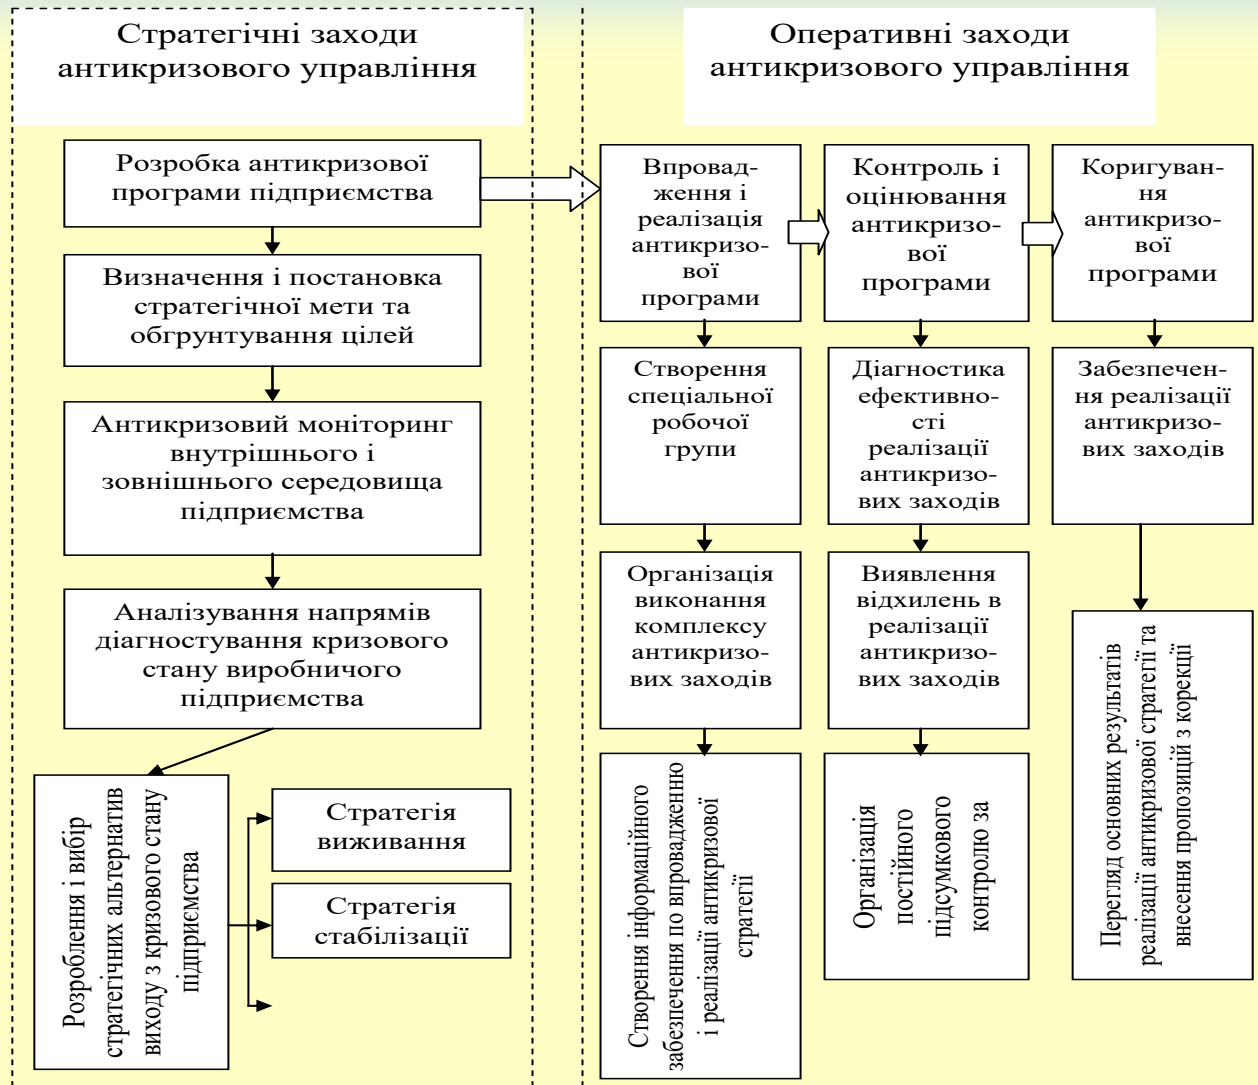 Стратегічні заходи
антикризового управління
Розробка антикризової
програми підприємства
Визначення і постановка
стратегічної мети та
обгрунтування цілей
Антикризовий моніторинг
внутрішнього і
зовнішнього середовища
підприємства
Аналізування напрямів
діагностування кризового
стану виробничого
підприємства
Розроблення і вибір
стратегічних альтернатив
виходу з кризового стану
підприємства
Стратегія
виживання
Стратегія
стабілізації
Оперативні заходи
антикризового управління
Впровад-
ження і
реалізація
антикризо-
вої
програми
Створення
спеціальної
робочої
групи
Організація
виконання
комплексу
антикризо-
вих заходів
Створення інформаційного
забезпечення по впровадженню
і реалізації антикризової
стратегії
Контроль і
оцінювання
антикризо-
вої
програми
Діагностика
ефективно-
сті
реалізації
антикризо-
вих заходів
Виявлення
відхилень в
реалізації
антикризо-
вих заходів
Організація
постійного
підсумкового
контролю за
Коригуван-
ня
антикризо-
вої
програми
Забезпечен-
ня реалізації
антикризо-
вих заходів
Перегляд основних результатів
реалізації антикризової стратегії та
внесення пропозицій з корекції